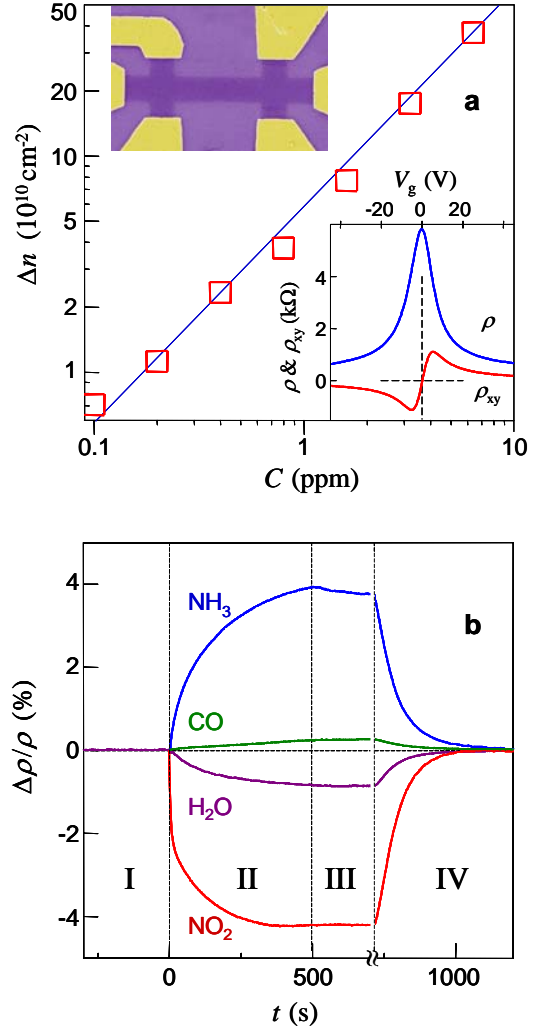 50
20
10
5
2
1
Δn (10¹⁰cm⁻²)
a
V_g (V)
-20 0 20
4
2
0
ρ & ρ_xy (kΩ)
ρ
ρ_xy
0.1 1 10
C (ppm)
4
2
0
-2
-4
Δρ/ρ (%)
b
NH₃
CO
H₂O
NO₂
I II III IV
0 500 1000
t (s)